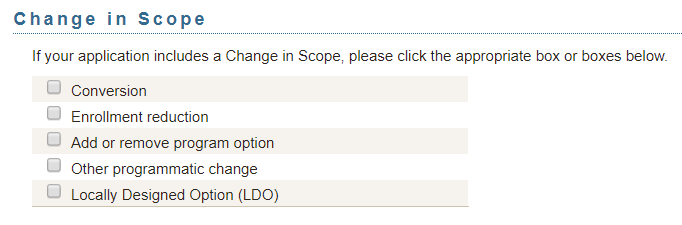 Change in Scope
If your application includes a Change in Scope, please click the appropriate box or boxes below.
Conversion
Enrollment reduction
Add or remove program option
Other programmatic change
Locally Designed Option (LDO)